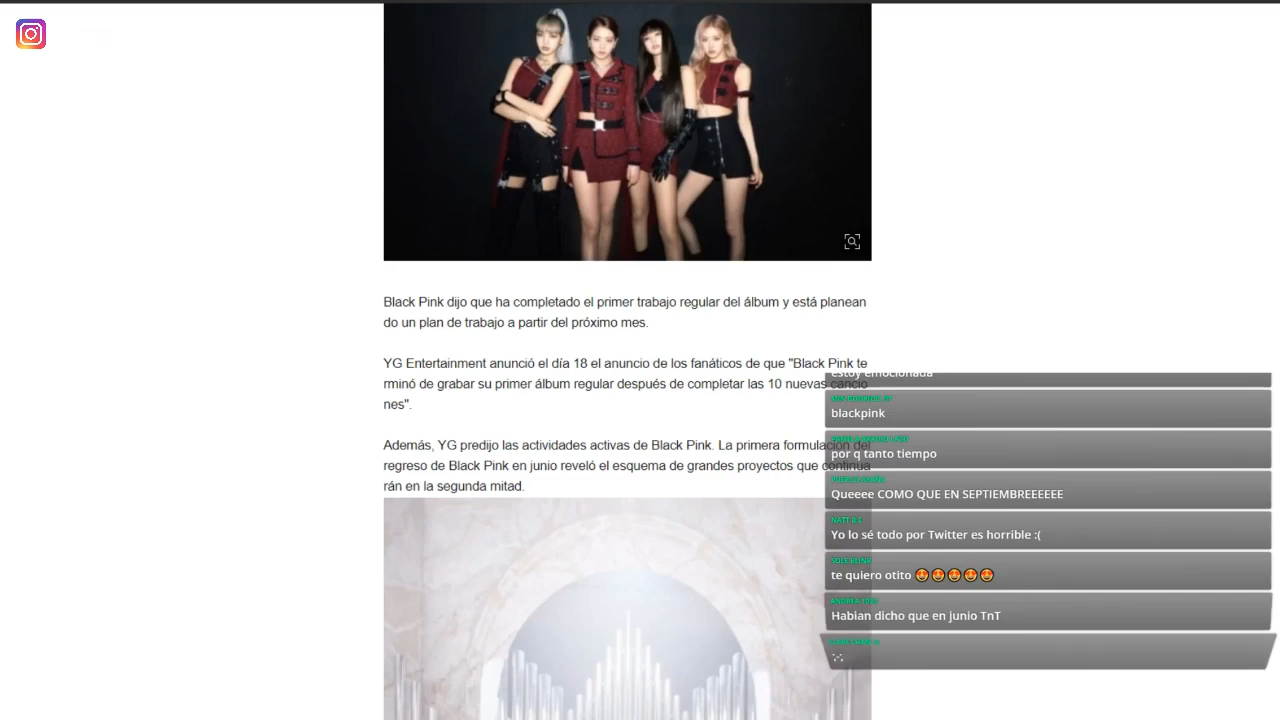 Black Pink dijo que ha completado el primer trabajo regular del álbum y está planean
do un plan de trabajo a partir del próximo mes.
YG Entertainment anunció el día 18 el anuncio de los fanáticos de que "Black Pink te
rminó de grabar su primer álbum regular después de completar las 10 nuevas cancio
nes".
Además, YG predijo las actividades activas de Black Pink. La primera formulación del
regreso de Black Pink en junio reveló el esquema de grandes proyectos que continua
rán en la segunda mitad.
estoy emocionada
blackpink
por q tanto tiempo
Queeee COMO QUE EN SEPTIEMBREEEEEE
NATT
Yo lo sé todo por Twitter es horrible :(
te quiero otito 🤩🤩🤩🤩🤩
Habian dicho que en junio TnT